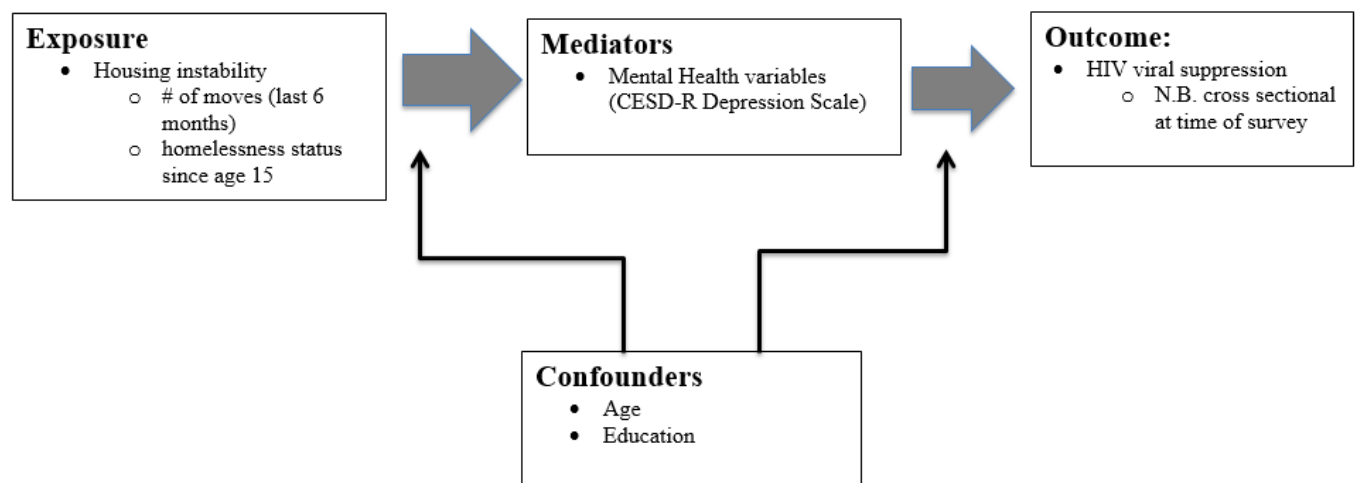 Exposure
• Housing instability
o # of moves (last 6
months)
o homelessness status
since age 15
Mediators
• Mental Health variables
(CESD-R Depression Scale)
Outcome:
• HIV viral suppression
o N.B. cross sectional
at time of survey
Confounders
• Age
• Education